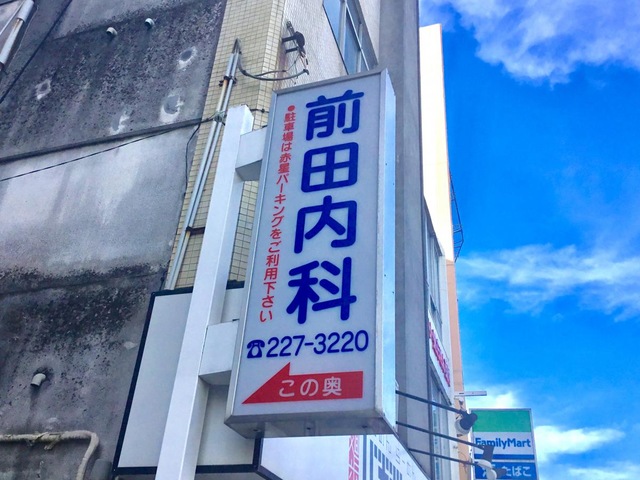 前田内科
●駐車場は赤星パーキングをご利用下さい
☎227-3220
この奥
FamilyMart
たばこ